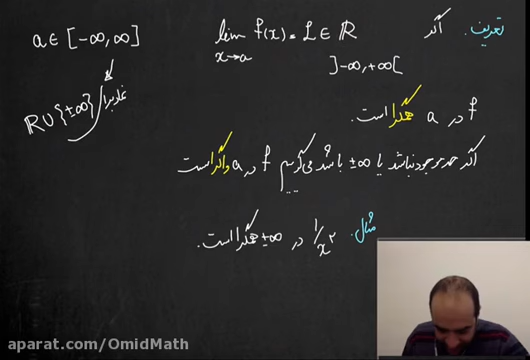 تعریف. اگر lim f(x) = L ∈ ℝ
x→a
]-∞,+∞[
a ∈ [-∞,∞]
ℝ∪{±∞}
f در a همگرا است.
اگر حد موجود نباشد یا ±∞ باشد می‌گوییم f در a واگرا است
مثال. 1/x² در ±∞ همگرا است.
aparat.com/OmidMath